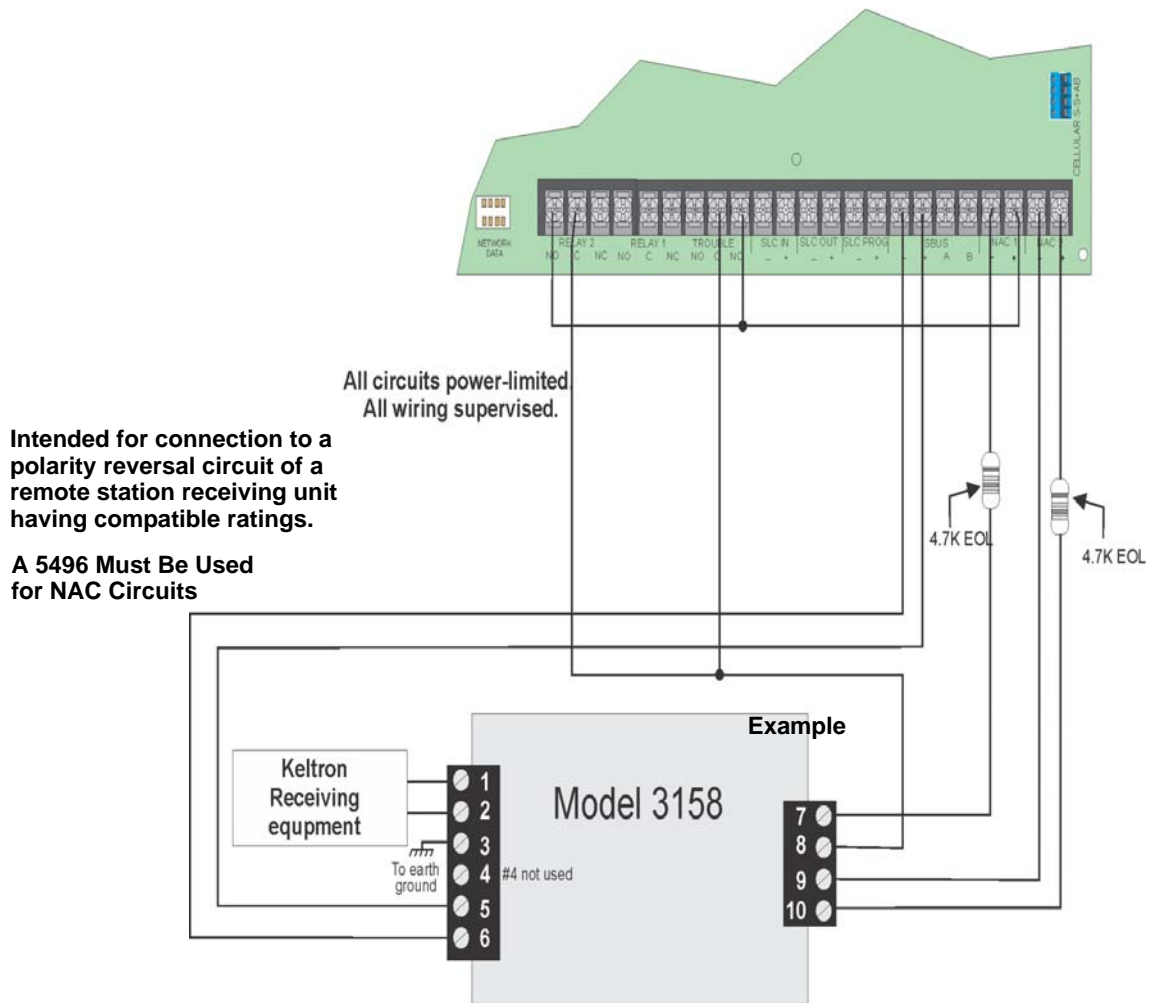 CELLULAR S-S+AB
NETWORK
DATA
RELAY 2 RELAY 1 TROUBLE SLC IN SLC OUT SLC PROG SBUS NAC 1 NAC 2
NO C NC NO C NC NO C NC – + – + – + – + A B – + – +
All circuits power-limited.
All wiring supervised.
Intended for connection to a
polarity reversal circuit of a
remote station receiving unit
having compatible ratings.
A 5496 Must Be Used
for NAC Circuits
4.7K EOL
4.7K EOL
Example
Keltron
Receiving
equpment
Model 3158
1
2
3
4
5
6
To earth
ground
#4 not used
7
8
9
10